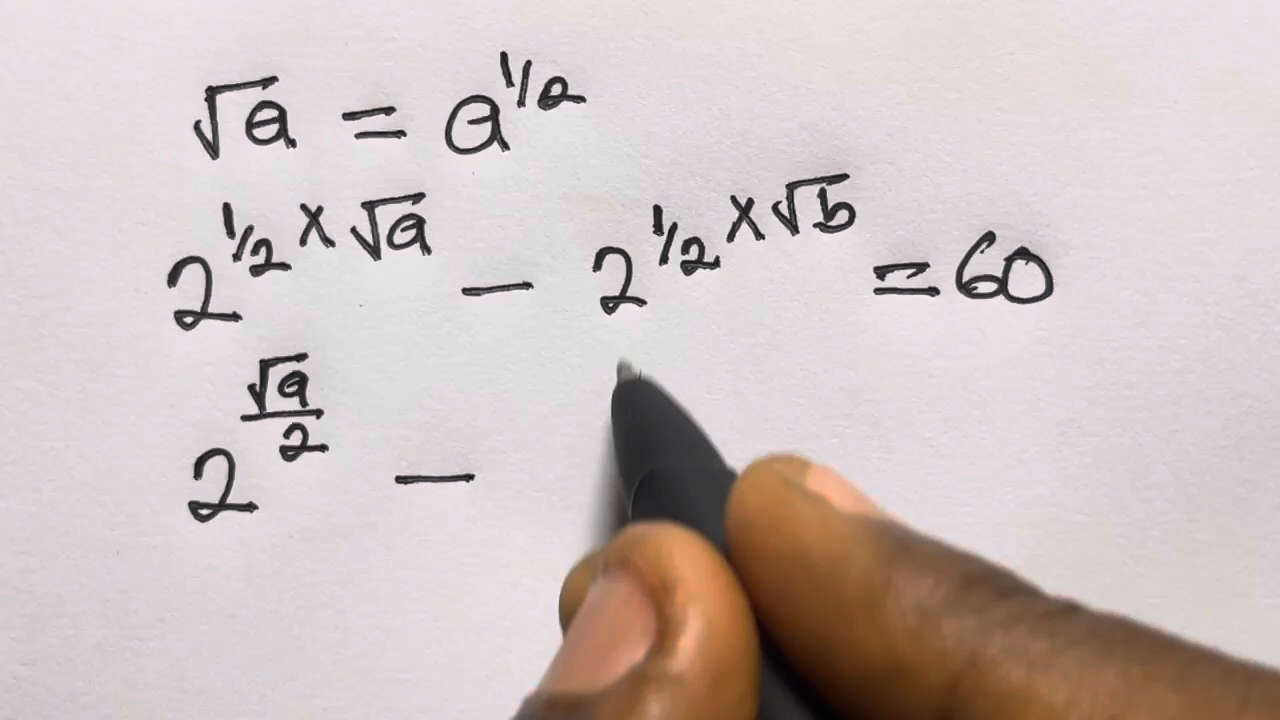 √a = a^1/2
2^(1/2 × √a) - 2^(1/2 × √b) = 60
2^(√a/2) -